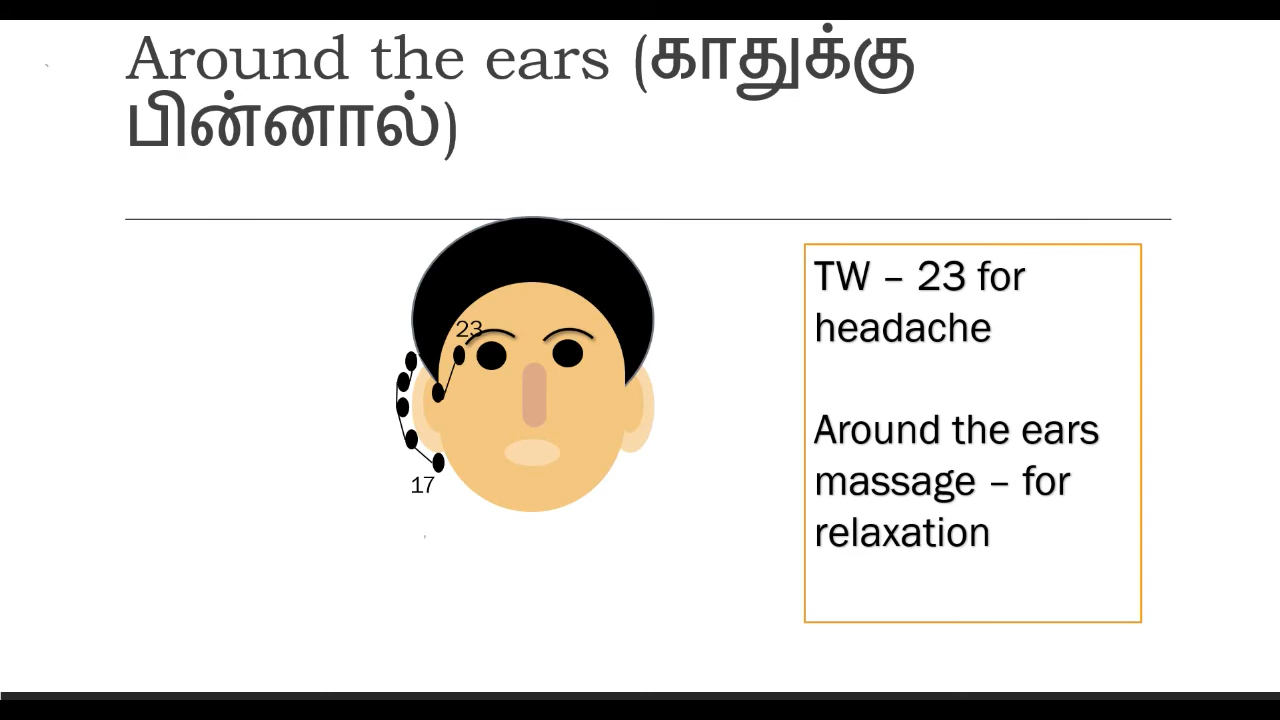 Around the ears (காதுக்கு
பின்னால்)
23
17
TW – 23 for
headache
Around the ears
massage – for
relaxation